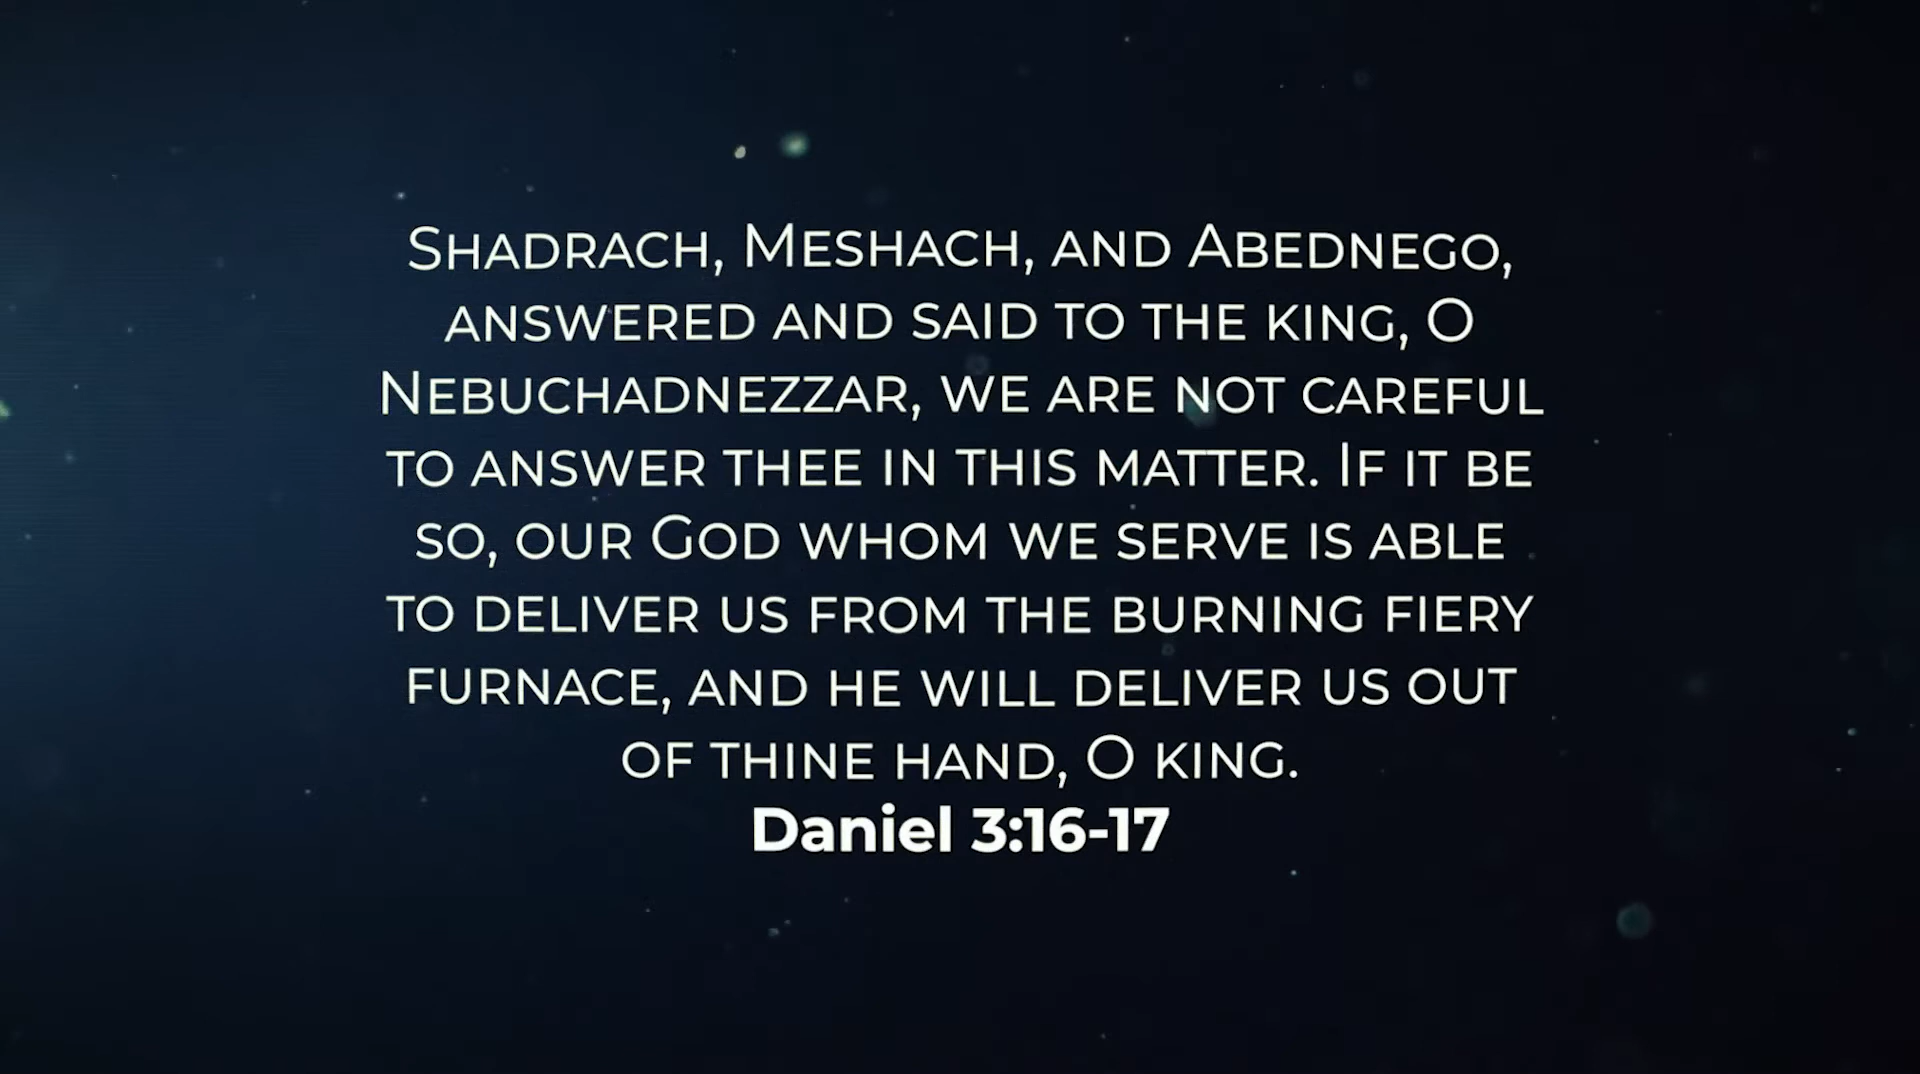 Shadrach, Meshach, and Abednego,
answered and said to the king, O
Nebuchadnezzar, we are not careful
to answer thee in this matter. If it be
so, our God whom we serve is able
to deliver us from the burning fiery
furnace, and he will deliver us out
of thine hand, O king.
Daniel 3:16-17